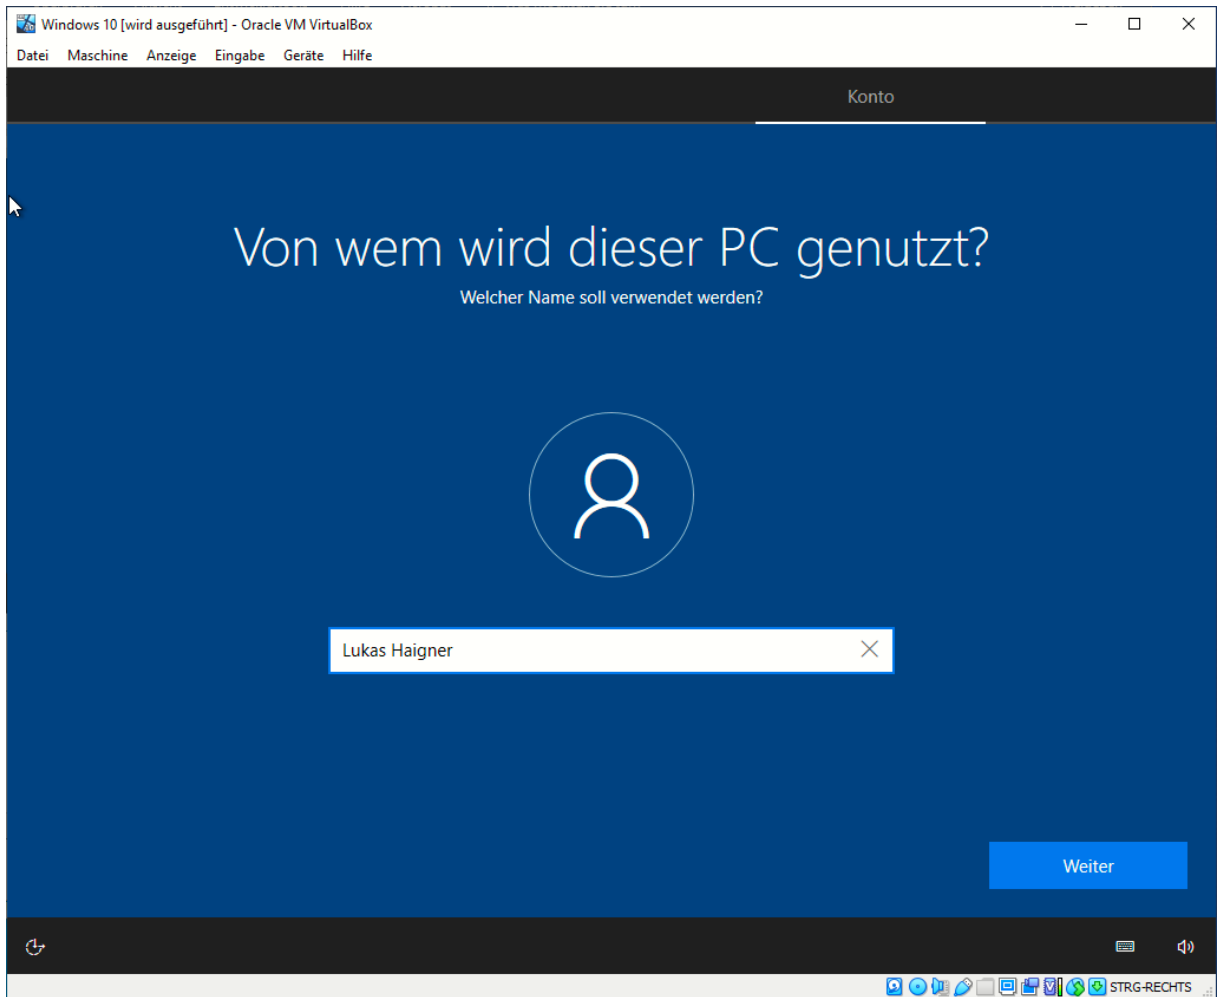 Windows 10 [wird ausgeführt] - Oracle VM VirtualBox
Datei Maschine Anzeige Eingabe Geräte Hilfe
Konto
Von wem wird dieser PC genutzt?
Welcher Name soll verwendet werden?
Lukas Haigner
Weiter
STRG-RECHTS